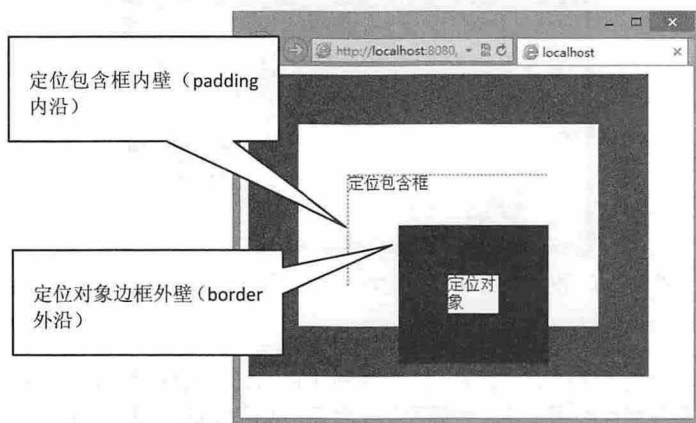 http://localhost:8080,
localhost
定位包含框内壁（padding
内沿）
定位包含框
定位对象边框外壁（border
外沿）
定位对
象